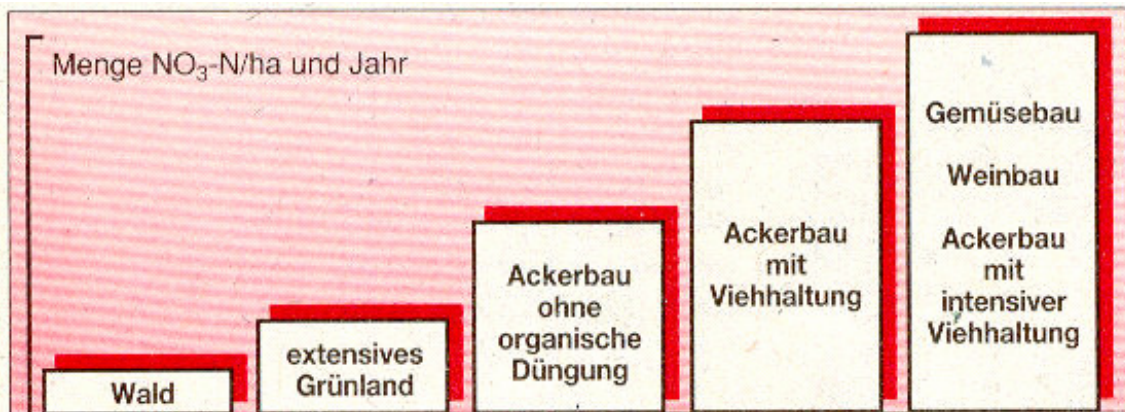 Menge NO₃-N/ha und Jahr
Wald
extensives
Grünland
Ackerbau
ohne
organische
Düngung
Ackerbau
mit
Viehhaltung
Gemüsebau
Weinbau
Ackerbau
mit
intensiver
Viehhaltung